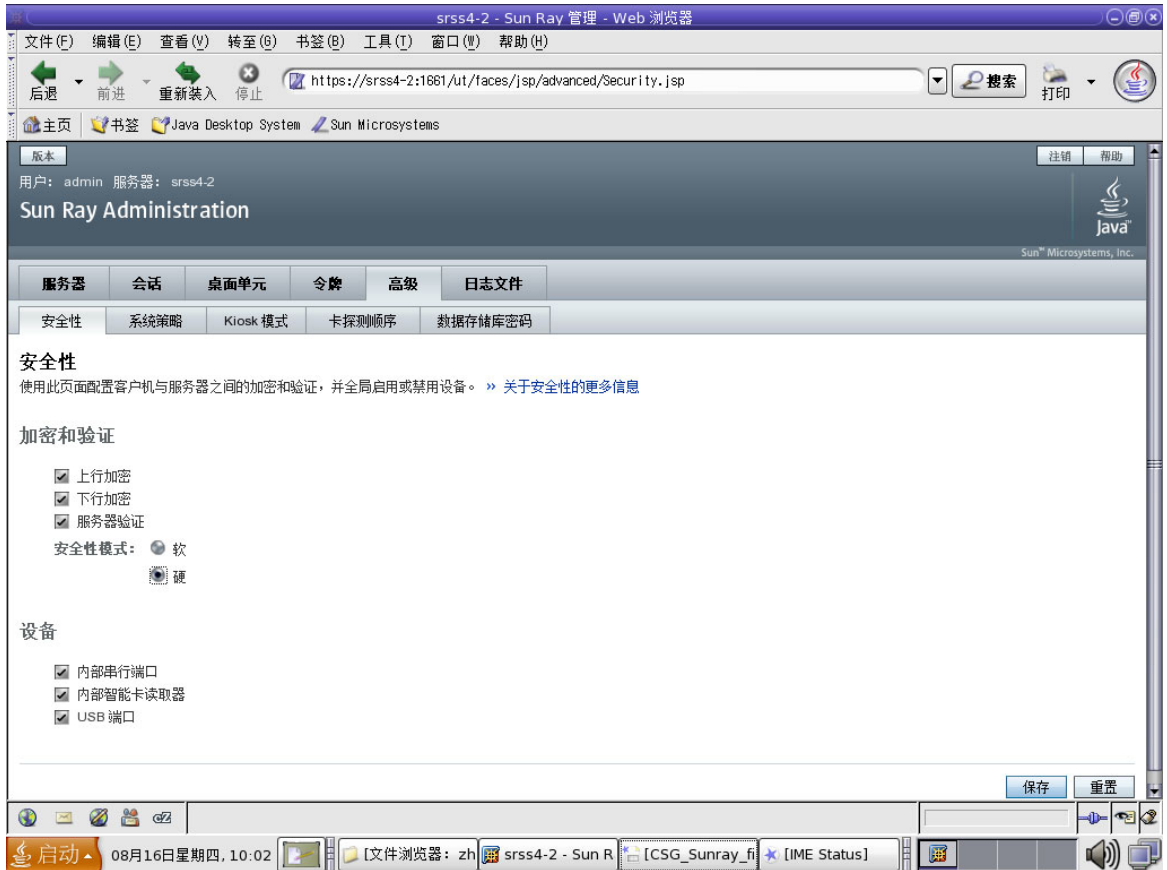 srss4-2 - Sun Ray 管理 - Web 浏览器
文件(F) 编辑(E) 查看(V) 转至(G) 书签(B) 工具(T) 窗口(W) 帮助(H)
后退 前进 重新装入 停止 https://srss4-2:1661/ut/faces/jsp/advanced/Security.jsp 搜索 打印
主页 书签 Java Desktop System Sun Microsystems
版本 注销 帮助
用户: admin 服务器: srss4-2
Sun Ray Administration
Java™
Sun™ Microsystems, Inc.
服务器 会话 桌面单元 令牌 高级 日志文件
安全性 系统策略 Kiosk 模式 卡探测顺序 数据存储库密码
安全性
使用此页面配置客户机与服务器之间的加密和验证，并全局启用或禁用设备。 » 关于安全性的更多信息
加密和验证
上行加密
下行加密
服务器验证
安全性模式: 软
硬
设备
内部串行端口
内部智能卡读取器
USB 端口
保存 重置
启动 08月16日星期四, 10:02 [文件浏览器: zh srss4-2 - Sun R [CSG_Sunray_fi [IME Status]